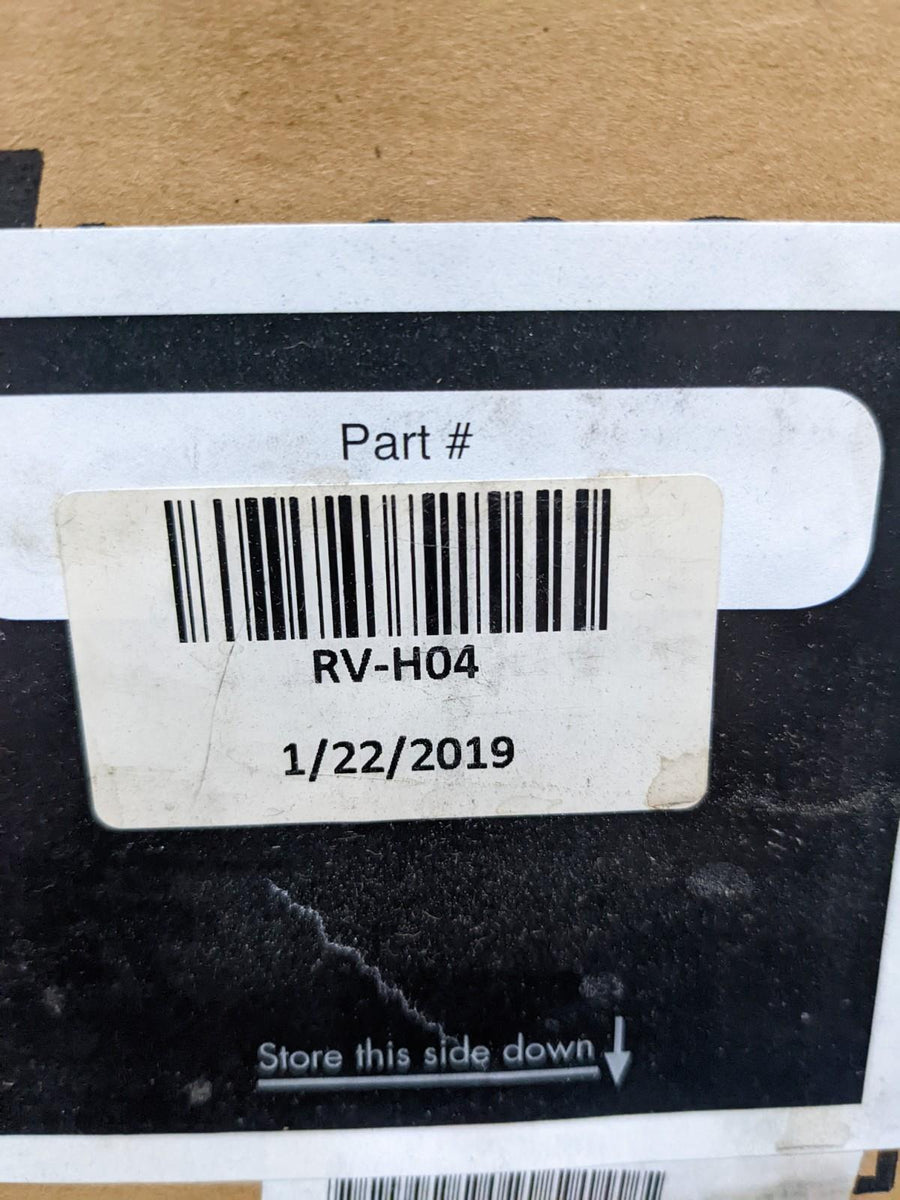 Part #
RV-H04
1/22/2019
Store this side down